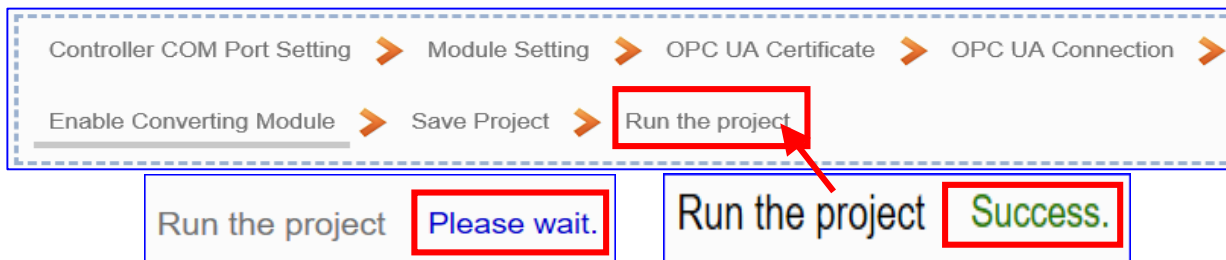 Controller COM Port Setting Module Setting OPC UA Certificate OPC UA Connection
Enable Converting Module Save Project Run the project
Run the project Please wait. Run the project Success.